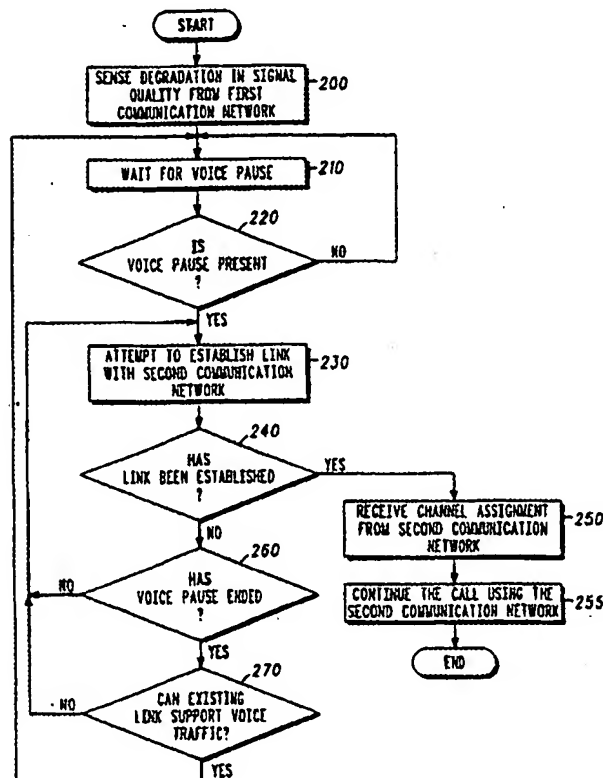 START
SENSE DEGRADATION IN SIGNAL
QUALITY FROM FIRST
COMMUNICATION NETWORK
200
WAIT FOR VOICE PAUSE
210
220
IS
VOICE PAUSE PRESENT
?
NO
YES
ATTEMPT TO ESTABLISH LINK
WITH SECOND COMMUNICATION
NETWORK
230
240
HAS
LINK BEEN ESTABLISHED
?
YES
NO
RECEIVE CHANNEL ASSIGNMENT
FROM SECOND COMMUNICATION
NETWORK
250
260
HAS
VOICE PAUSE ENDED
?
NO
YES
CONTINUE THE CALL USING THE
SECOND COMMUNICATION NETWORK
255
END
270
CAN EXISTING
LINK SUPPORT VOICE
TRAFFIC?
NO
YES